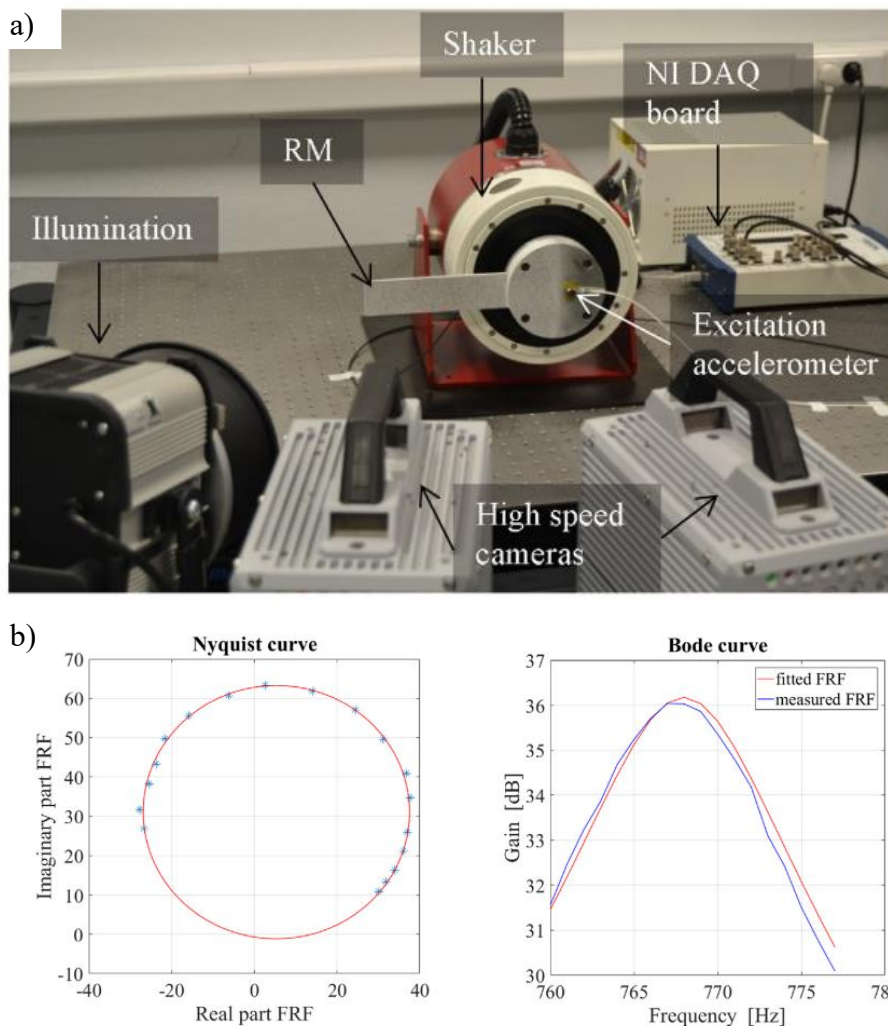 a)
Shaker
NI DAQ
board
RM
Illumination
Excitation
accelerometer
High speed
cameras
b)
Nyquist curve
Imaginary part FRF
70
60
50
40
30
20
10
0
-10
-40
-20
0
20
40
Real part FRF
Bode curve
Gain [dB]
37
36
35
34
33
32
31
30
fitted FRF
measured FRF
760
765
770
775
78
Frequency [Hz]